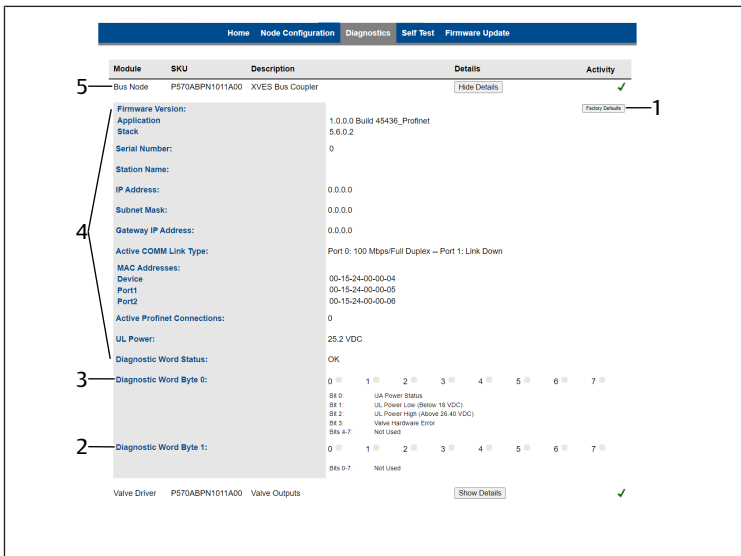 Home Node Configuration Diagnostics Self Test Firmware Update
Module SKU Description Details Activity
5 Bus Node P570ABPN1011A00 XVES Bus Coupler Hide Details
Firmware Version: Factory Defaults 1
Application 1.0.0.0 Build 45436_Profinet
Stack 5.6.0.2
Serial Number: 0
Station Name:
IP Address: 0.0.0.0
Subnet Mask: 0.0.0.0
4 Gateway IP Address: 0.0.0.0
Active COMM Link Type: Port 0: 100 Mbps/Full Duplex -- Port 1: Link Down
MAC Addresses:
Device 00-15-24-00-00-04
Port1 00-15-24-00-00-05
Port2 00-15-24-00-00-06
Active Profinet Connections: 0
UL Power: 25.2 VDC
Diagnostic Word Status: OK
3 Diagnostic Word Byte 0: 0 1 2 3 4 5 6 7
Bit 0: UA Power Status
Bit 1: UL Power Low (Below 18 VDC)
Bit 2: UL Power High (Above 26.40 VDC)
Bit 3: Valve Hardware Error
Bits 4-7: Not Used
2 Diagnostic Word Byte 1: 0 1 2 3 4 5 6 7
Bits 0-7: Not Used
Valve Driver P570ABPN1011A00 Valve Outputs Show Details